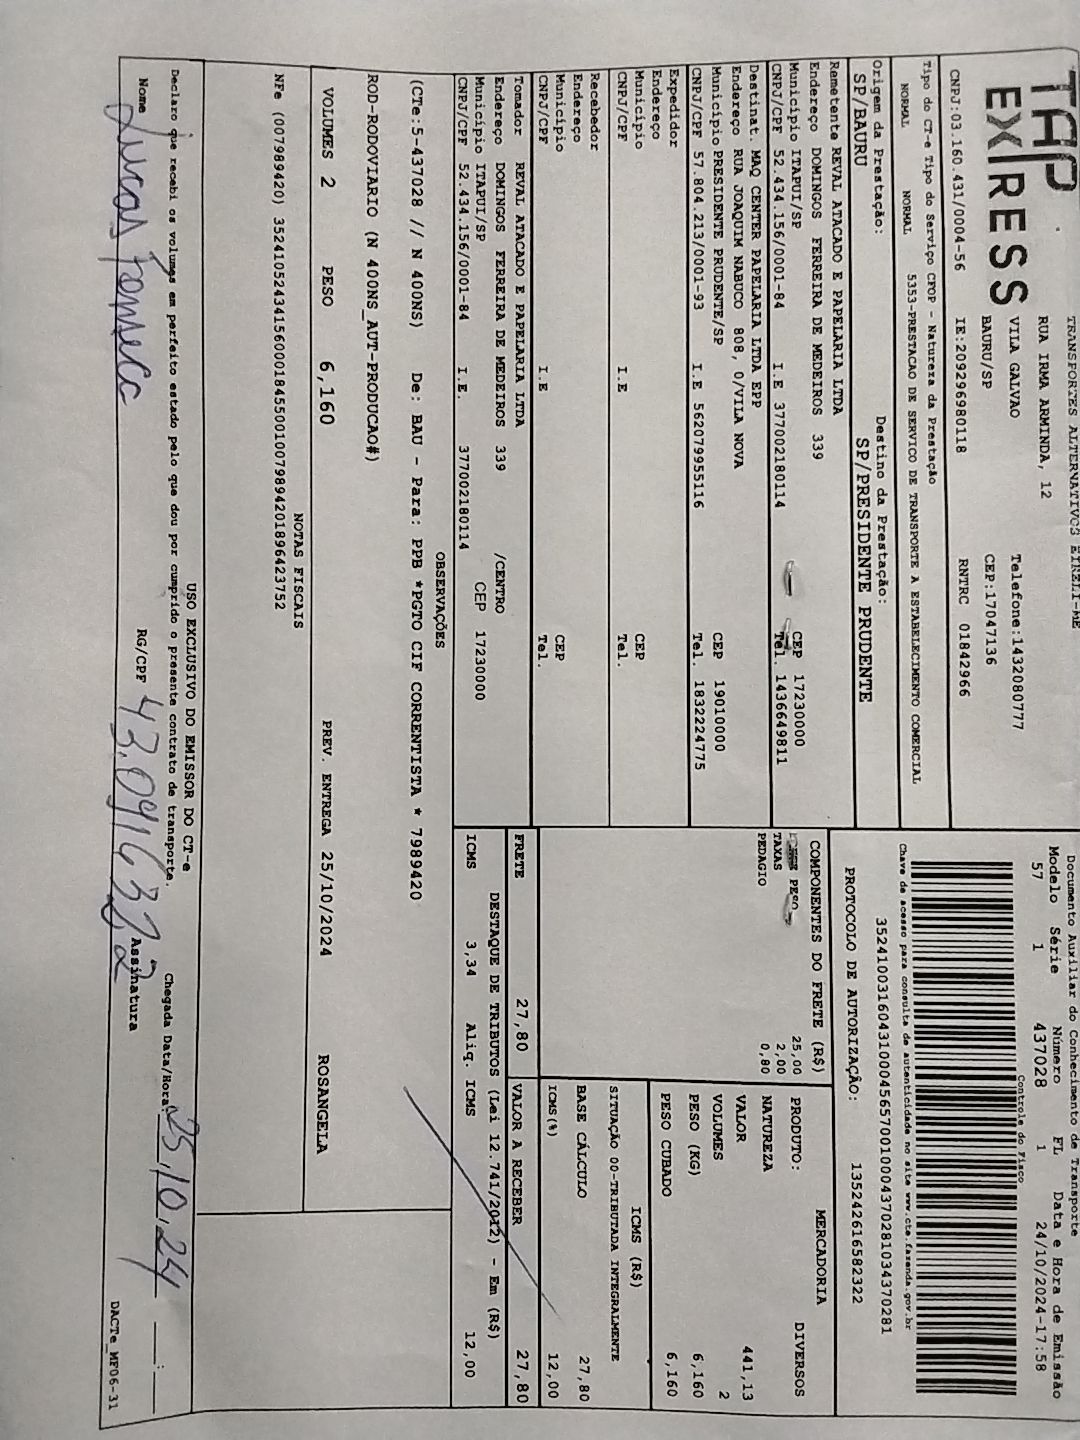 TAP
EXPRESS
TRANSPORTES ALTERNATIVOS EIRELI-ME
RUA IRMA ARMINDA, 12
VILA GALVAO Telefone:1432080777
BAURU/SP CEP:17047136
CNPJ:03.160.431/0004-56 IE:209296980118 RNTRC 01842966
Documento Auxiliar do Conhecimento de Transporte
Modelo Série Número FL Data e Hora de Emissão
57 1 437028 1 24/10/2024-17:58
Controle do Fisco
Chave de acesso para consulta de autenticidade no site www.cte.fazenda.gov.br
35241003160431000456570010004370281034370281
PROTOCOLO DE AUTORIZAÇÃO: 135242616582322
Tipo do CT-e Tipo do Serviço CFOP - Natureza da Prestação
NORMAL NORMAL 5353-PRESTACAO DE SERVICO DE TRANSPORTE A ESTABELECIMENTO COMERCIAL
Origem da Prestação: Destino da Prestação:
SP/BAURU SP/PRESIDENTE PRUDENTE
Remetente REVAL ATACADO E PAPELARIA LTDA
Endereço DOMINGOS FERREIRA DE MEDEIROS 339
Município ITAPUI/SP CEP 17230000
CNPJ/CPF 52.434.156/0001-84 I.E 377002180114 Tel. 1436649811
Destinat. MAQ CENTER PAPELARIA LTDA EPP
Endereço RUA JOAQUIM NABUCO 808, 0/VILA NOVA
Município PRESIDENTE PRUDENTE/SP CEP 19010000
CNPJ/CPF 57.804.213/0001-93 I.E 562079955116 Tel. 1832224775
Expedidor
Endereço
Município CEP
CNPJ/CPF I.E Tel.
Recebedor
Endereço
Município CEP
CNPJ/CPF I.E Tel.
Tomador REVAL ATACADO E PAPELARIA LTDA
Endereço DOMINGOS FERREIRA DE MEDEIROS 339 /CENTRO
Município ITAPUI/SP CEP 17230000
CNPJ/CPF 52.434.156/0001-84 I.E. 377002180114
COMPONENTES DO FRETE (R$)
PESO 25,00
TAXAS 2,00
PEDAGIO 0,80
FRETE 27,80
MERCADORIA
PRODUTO: DIVERSOS
NATUREZA
VALOR 441,13
VOLUMES 2
PESO (KG) 6,160
PESO CUBADO 6,160
ICMS (R$)
SITUAÇÃO 00-TRIBUTADA INTEGRALMENTE
BASE CÁLCULO 27,80
ICMS(%) 12,00
VALOR A RECEBER 27,80
DESTAQUE DE TRIBUTOS (Lei 12.741/2012) - Em (R$)
ICMS 3,34 Aliq. ICMS 12,00
OBSERVAÇÕES
(CTe:5-437028 // N 400NS) De: BAU - Para: PPB *PGTO CIF CORRENTISTA * 7989420
ROD-RODOVIARIO (N 400NS_AUT-PRODUCAO#)
VOLUMES 2 PESO 6,160 PREV. ENTREGA 25/10/2024 ROSANGELA
NOTAS FISCAIS
NFe (007989420) 35241052434156000184550010079894201896423752
USO EXCLUSIVO DO EMISSOR DO CT-e
Declaro que recebi os volumes em perfeito estado pelo que dou por cumprido o presente contrato de transporte.
Chegada Data/Hora: 25,10,24 :
Nome Lucas Fonseca RG/CPF Assinatura
DACTe_MF06-31